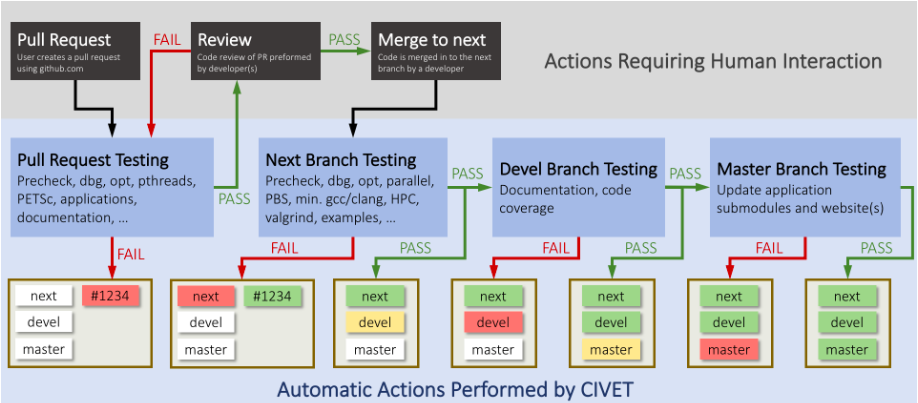 Pull Request
User creates a pull request
using github.com
FAIL
Review
Code review of PR preformed
by developer(s)
PASS
Merge to next
Code is merged in to the next
branch by a developer
Actions Requiring Human Interaction
Pull Request Testing
Precheck, dbg, opt, pthreads,
PETSc, applications,
documentation, ...
PASS
Next Branch Testing
Precheck, dbg, opt, parallel,
PBS, min. gcc/clang, HPC,
valgrind, examples, ...
PASS
Devel Branch Testing
Documentation, code
coverage
PASS
Master Branch Testing
Update application
submodules and website(s)
FAIL
FAIL
PASS
FAIL
PASS
FAIL
PASS
next #1234
devel
master
next #1234
devel
master
next
devel
master
next
devel
master
next
devel
master
next
devel
master
next
devel
master
Automatic Actions Performed by CIVET